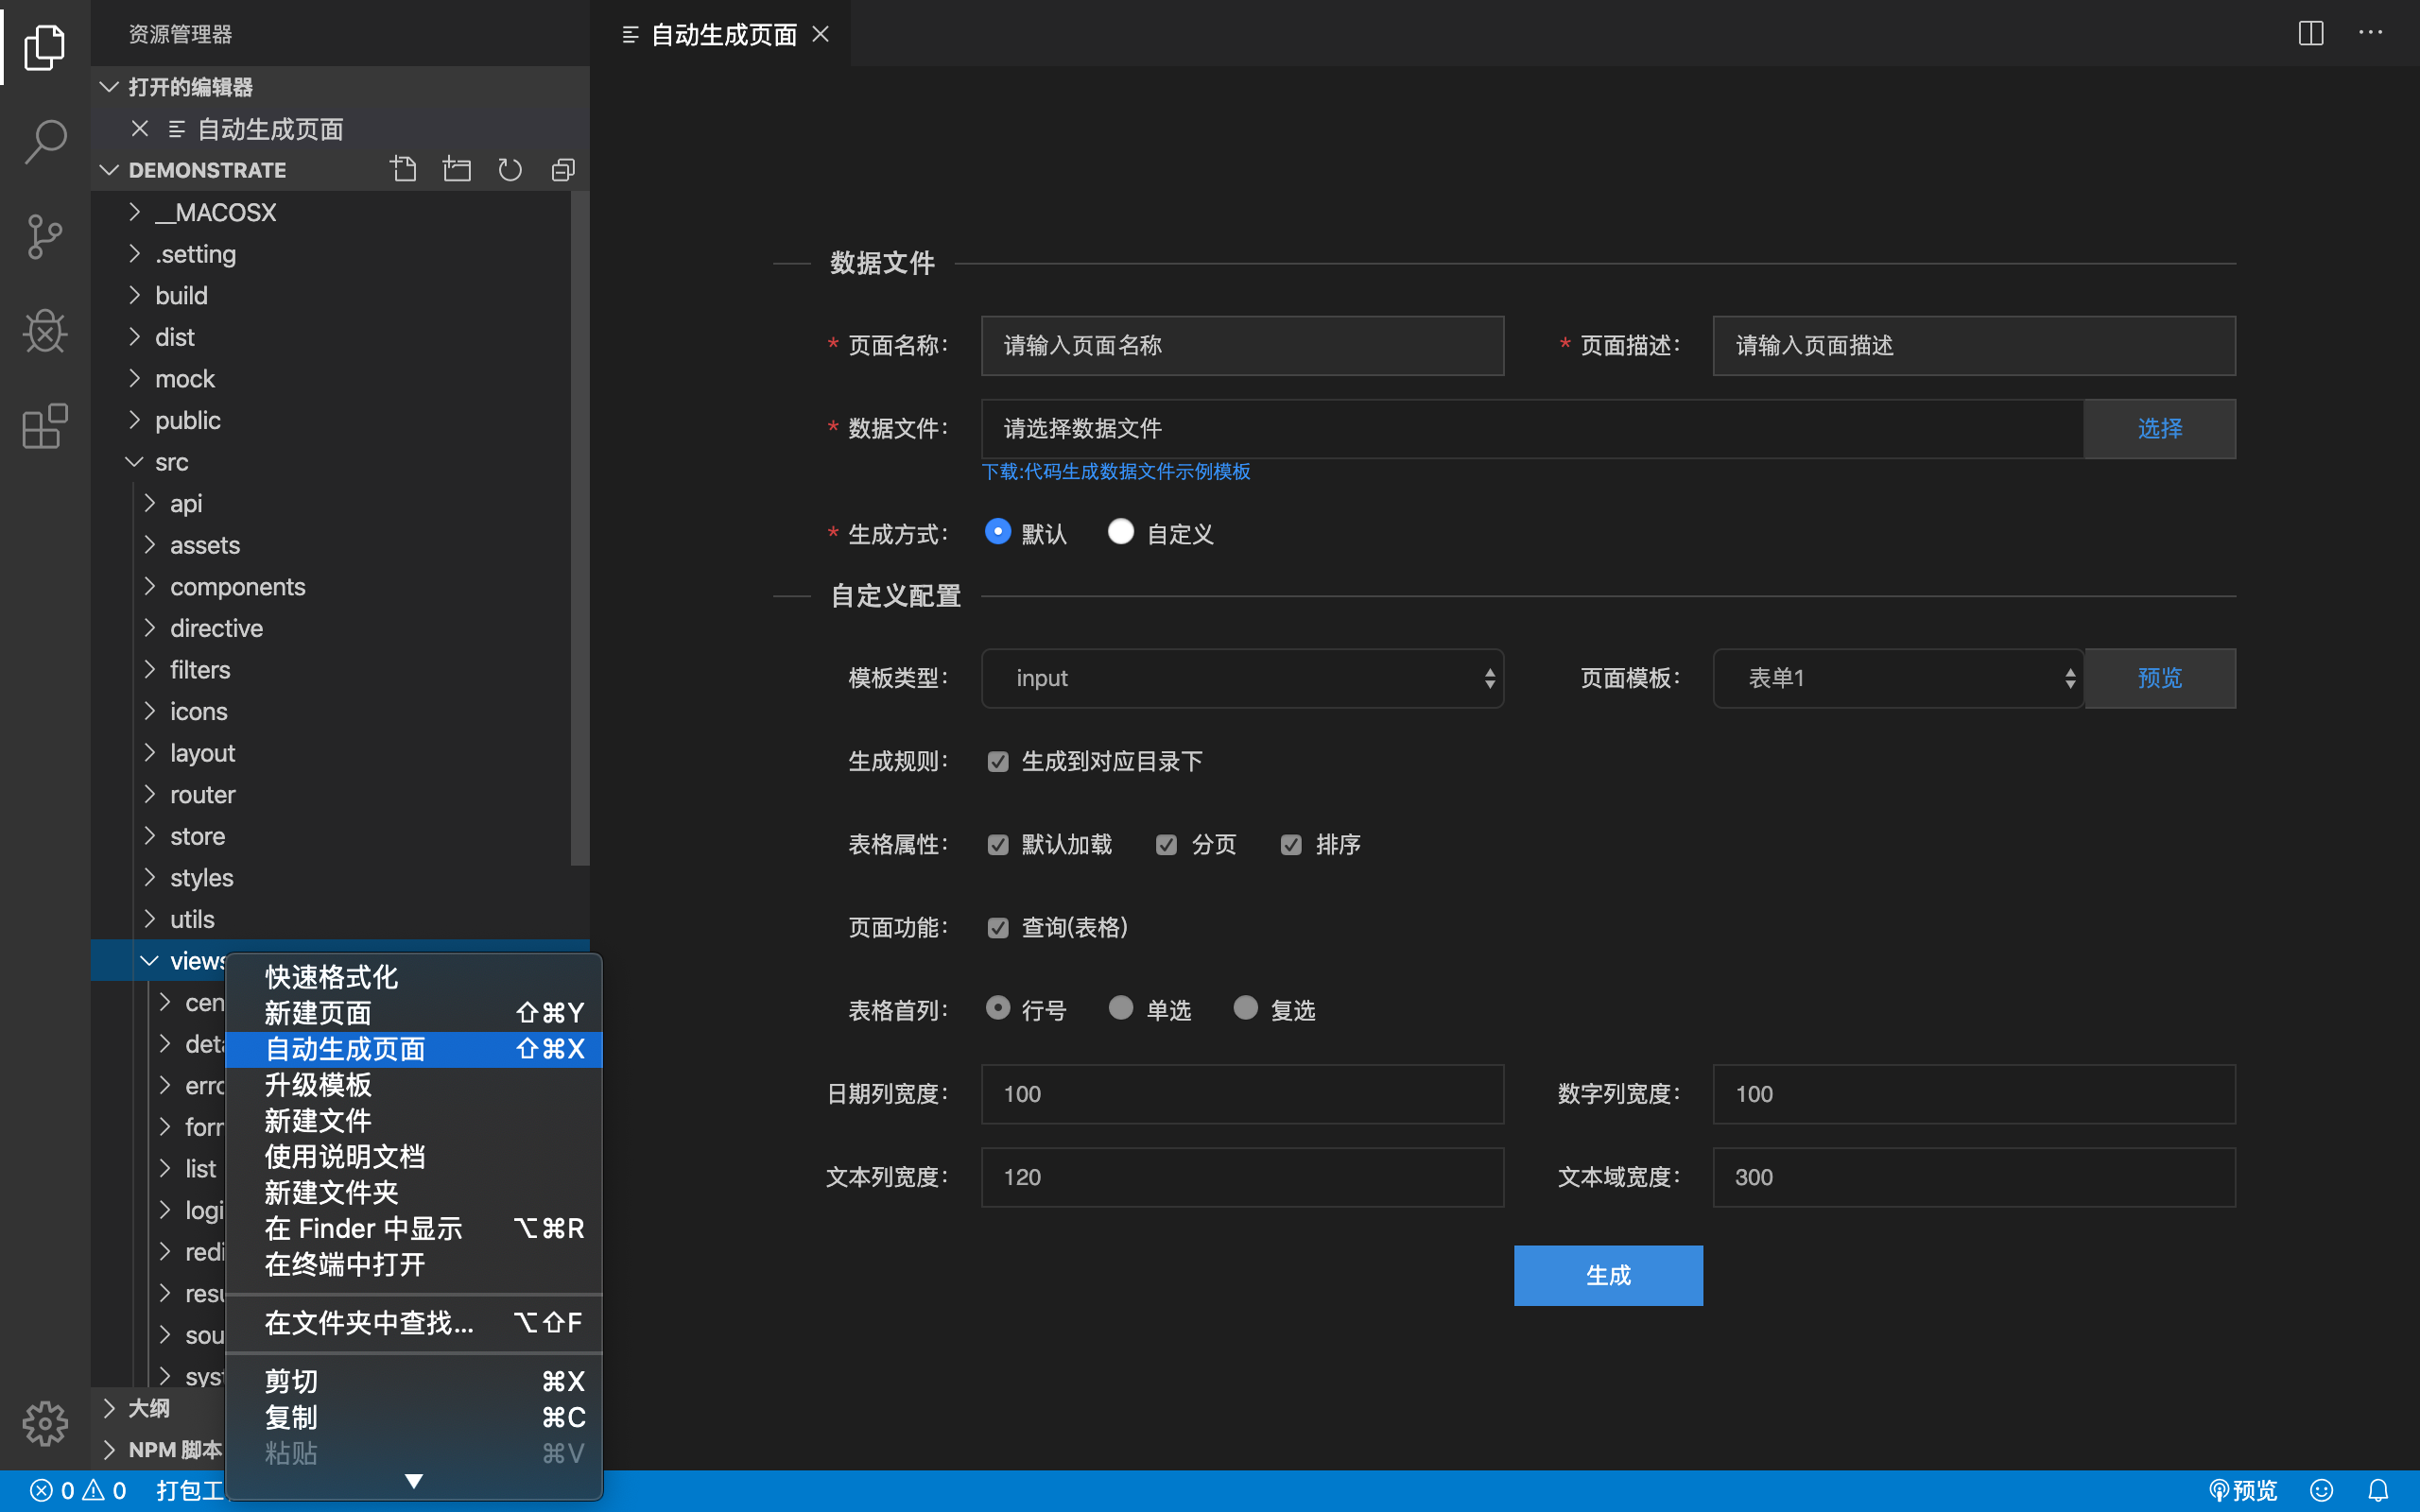 资源管理器
打开的编辑器
自动生成页面
DEMONSTRATE
__MACOSX
.setting
build
dist
mock
public
src
api
assets
components
directive
filters
icons
layout
router
store
styles
utils
views
cen
deta
erro
forr
list
logi
redi
resu
sou
syst
大纲
NPM 脚本
快速格式化
新建页面 ⇧⌘Y
自动生成页面 ⇧⌘X
升级模板
新建文件
使用说明文档
新建文件夹
在 Finder 中显示 ⌥⌘R
在终端中打开
在文件夹中查找... ⌥⇧F
剪切 ⌘X
复制 ⌘C
粘贴 ⌘V
自动生成页面
数据文件
* 页面名称: 请输入页面名称 * 页面描述: 请输入页面描述
* 数据文件: 请选择数据文件 选择
下载:代码生成数据文件示例模板
* 生成方式: 默认 自定义
自定义配置
模板类型: input 页面模板: 表单1 预览
生成规则: 生成到对应目录下
表格属性: 默认加载 分页 排序
页面功能: 查询(表格)
表格首列: 行号 单选 复选
日期列宽度: 100 数字列宽度: 100
文本列宽度: 120 文本域宽度: 300
生成
0 0 打包工 预览